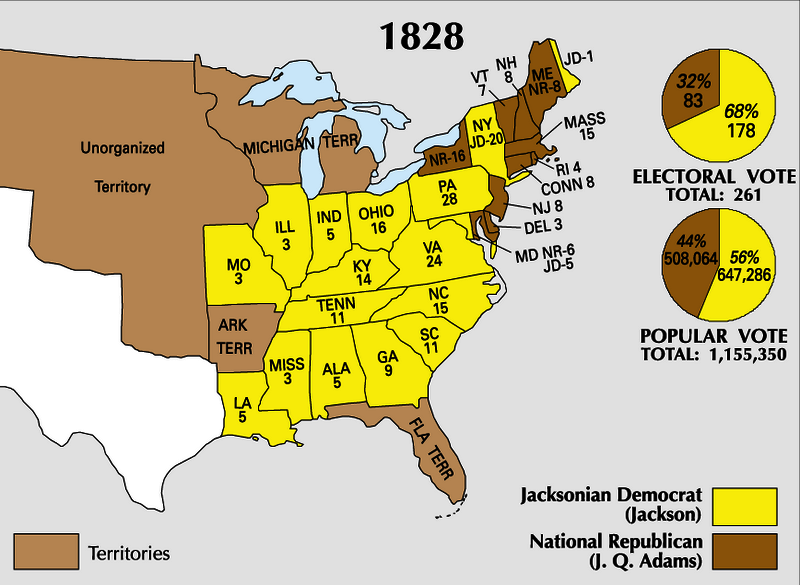 1828
Unorganized
Territory
MICHIGAN TERR
VT
7
NH
8
ME
NR-8
JD-1
MASS
15
NY
JD-20
NR-16
RI 4
CONN 8
NJ 8
DEL 3
MD NR-6
JD-5
PA
28
ILL
3
IND
5
OHIO
16
MO
3
KY
14
VA
24
TENN
11
NC
15
SC
11
ARK
TERR
MISS
3
ALA
5
GA
9
LA
5
FLA TERR
32%
83
68%
178
ELECTORAL VOTE
TOTAL: 261
44%
508,064
56%
647,286
POPULAR VOTE
TOTAL: 1,155,350
Jacksonian Democrat
(Jackson)
National Republican
(J. Q. Adams)
Territories